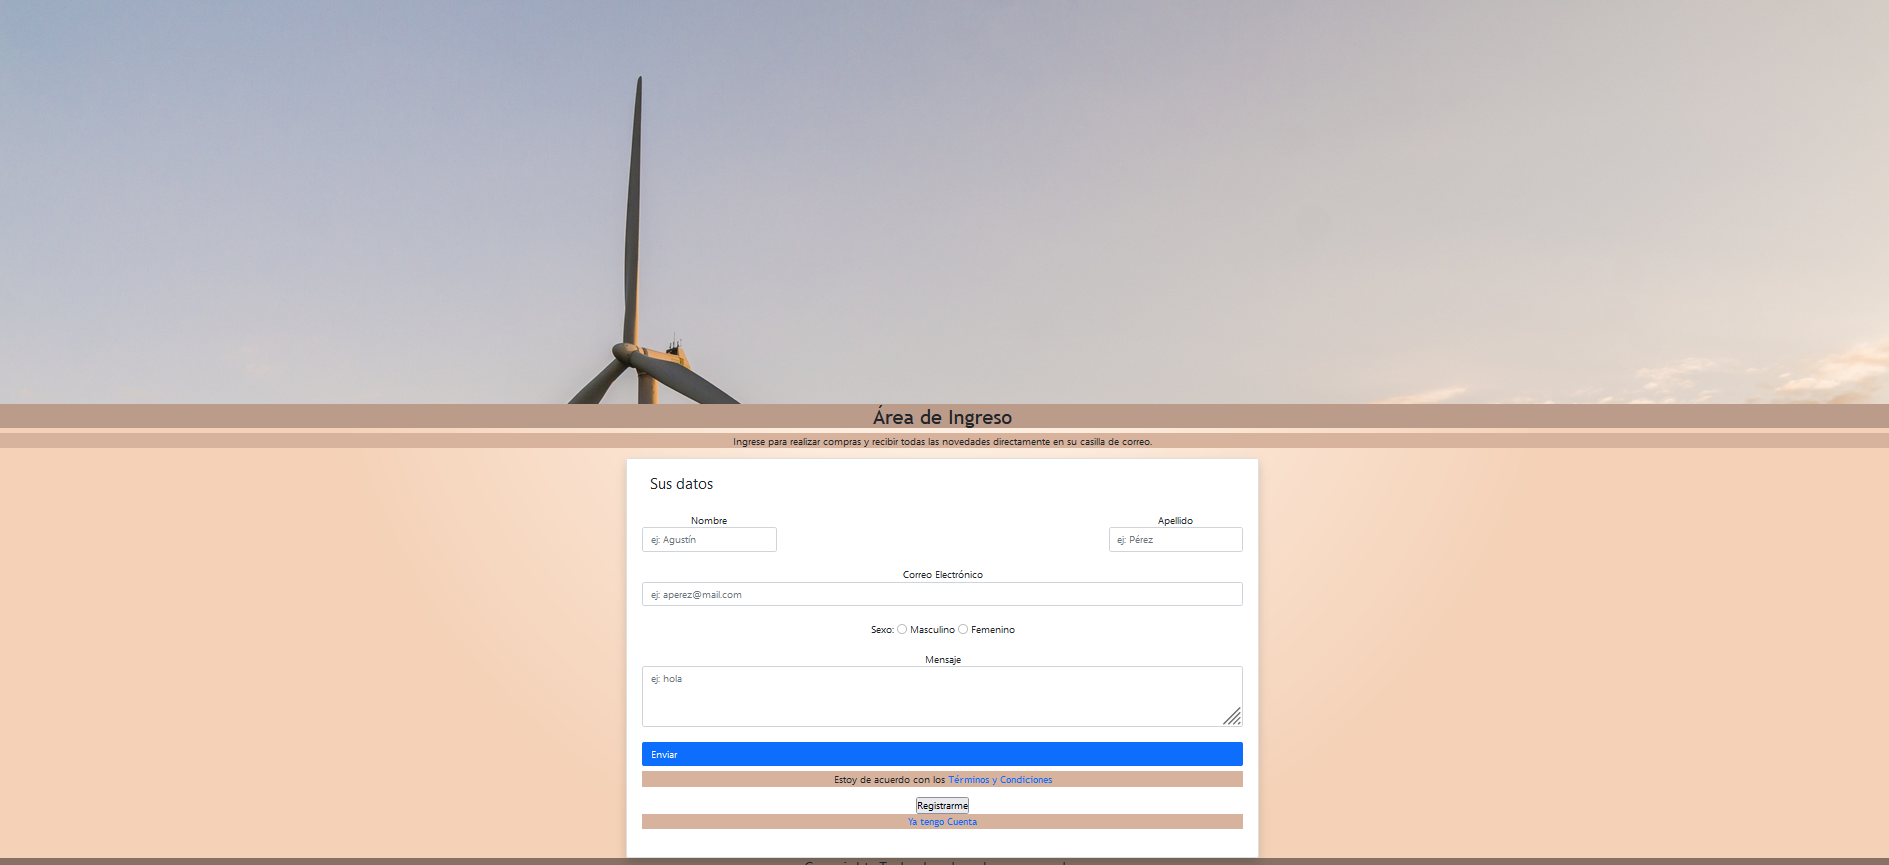 Área de Ingreso
Ingrese para realizar compras y recibir todas las novedades directamente en su casilla de correo.
Sus datos
Nombre Apellido
ej: Agustín ej: Pérez
Correo Electrónico
ej: aperez@mail.com
Sexo: Masculino Femenino
Mensaje
ej: hola
Enviar
Estoy de acuerdo con los Términos y Condiciones
Registrarme
Ya tengo Cuenta